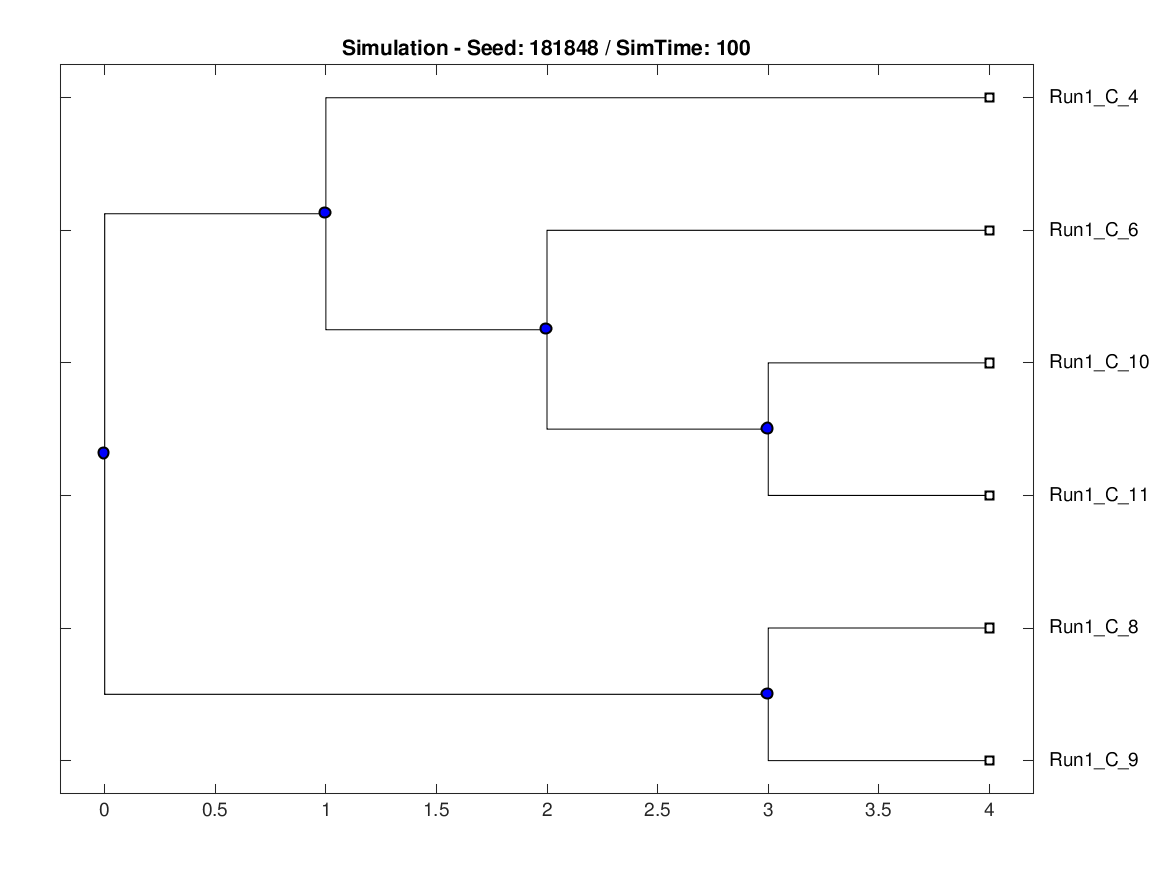 Simulation - Seed: 181848 / SimTime: 100
Run1_C_4
Run1_C_6
Run1_C_10
Run1_C_11
Run1_C_8
Run1_C_9
0 0.5 1 1.5 2 2.5 3 3.5 4